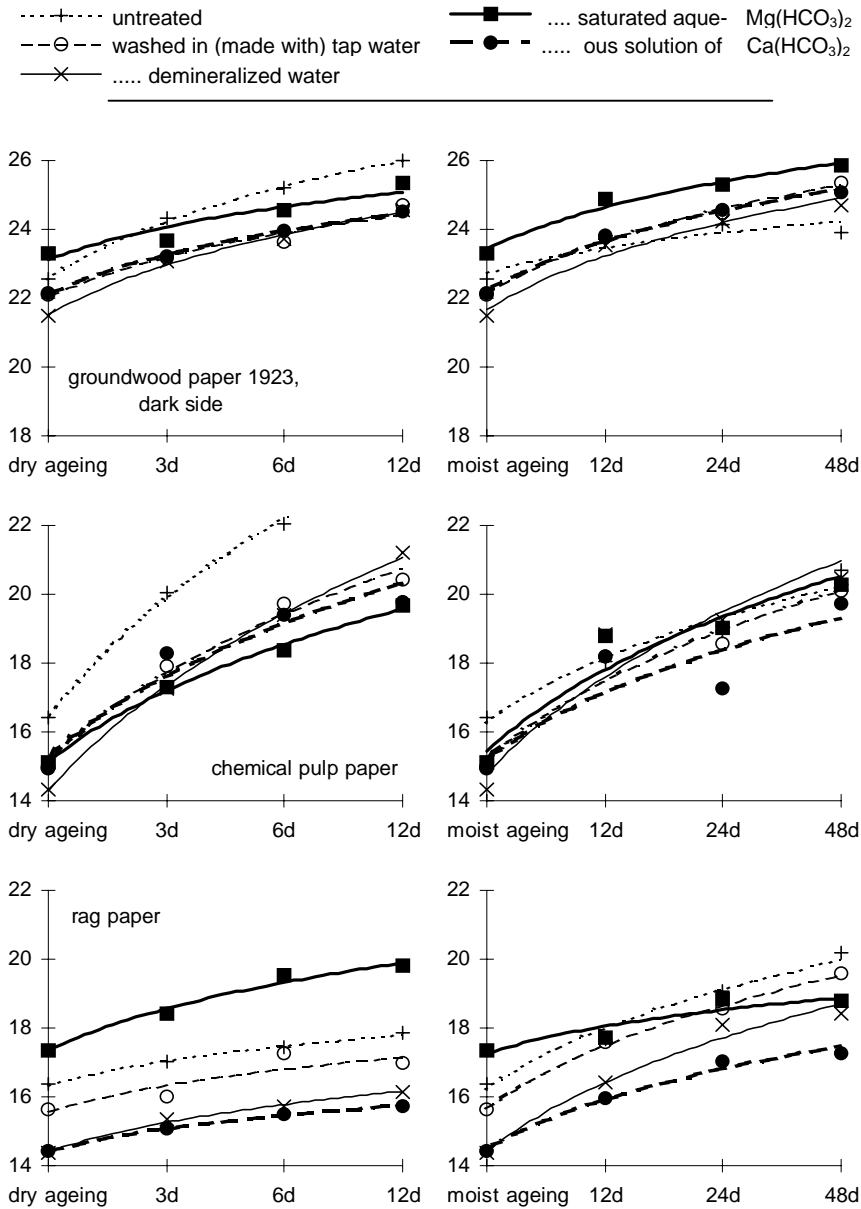 untreated
washed in (made with) tap water
..... demineralized water
.... saturated aque- Mg(HCO3)2
..... ous solution of Ca(HCO3)2
26
24
22
20
18
groundwood paper 1923,
dark side
dry ageing 3d 6d 12d
26
24
22
20
18
moist ageing 12d 24d 48d
22
20
18
16
14
chemical pulp paper
dry ageing 3d 6d 12d
22
20
18
16
14
moist ageing 12d 24d 48d
22
20
18
16
14
rag paper
dry ageing 3d 6d 12d
22
20
18
16
14
moist ageing 12d 24d 48d